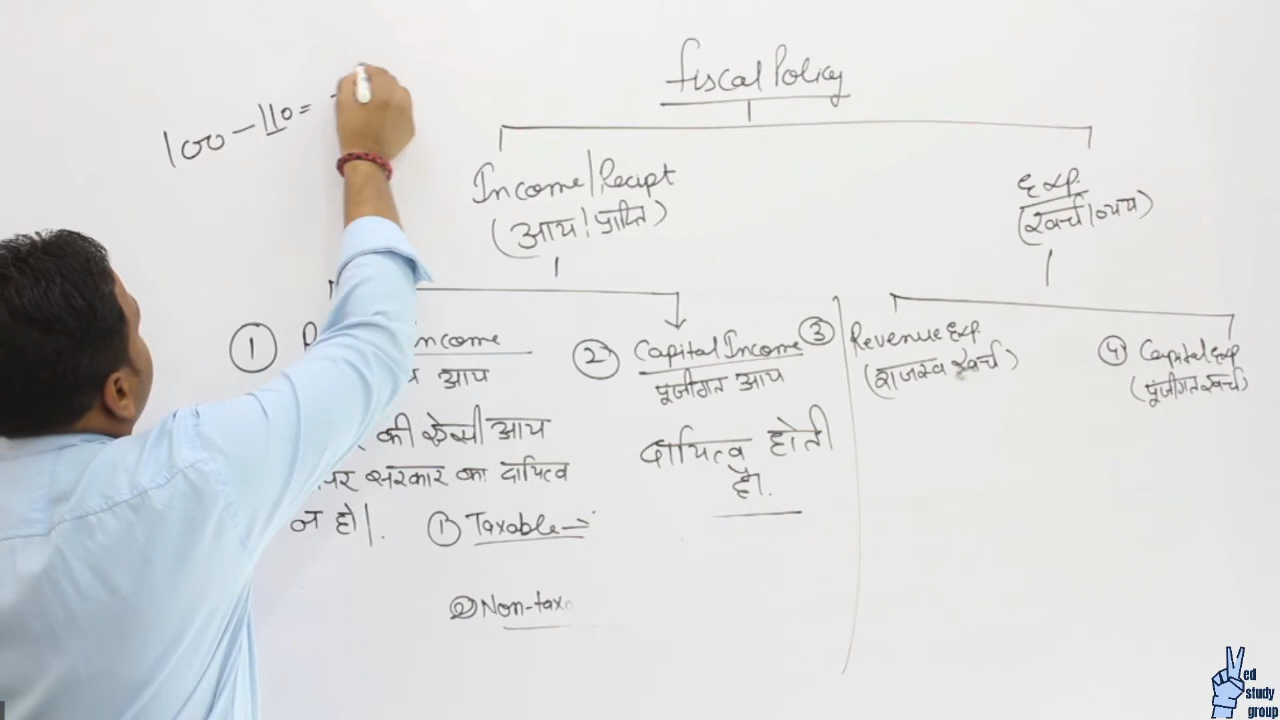 fiscal Policy
100 - 110 =
Income/Recipt
(आय/प्राप्ति)
Exp.
(खर्च/व्यय)
① Income
आय
② Capital Income
पूंजीगत आय
③ Revenue Exp.
(राजस्व खर्च)
④ Capital Exp
(पूंजीगत खर्च)
की ऐसी आय
पर सरकार का दायित्व
न हो|.
दायित्व होती
है.
① Taxable →
② Non-tax
Ved
study
group